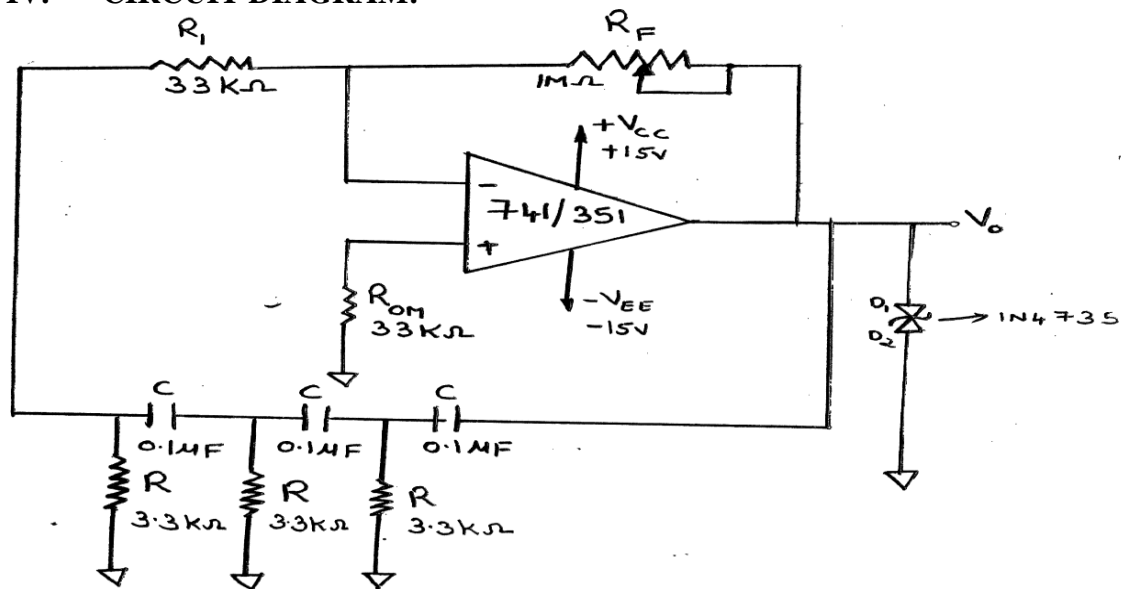 IV. CIRCUIT DIAGRAM:
R1
33KΩ
RF
1MΩ
+VCC
+15V
-
741/351
+
Vo
ROM
33KΩ
-VEE
-15V
D1
D2
1N4735
C
C
C
0.1μF
0.1μF
0.1μF
R
R
R
3.3KΩ
3.3KΩ
3.3KΩ